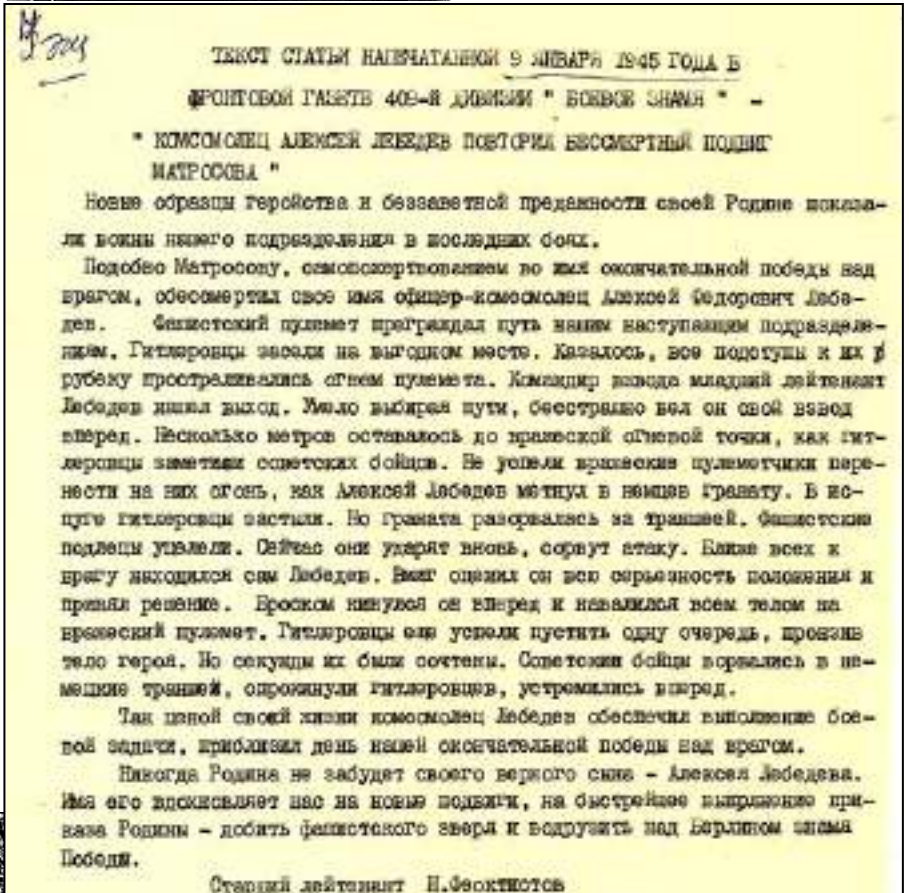 ТЕКСТ СТАТЬИ НАПЕЧАТАННОЙ 9 ЯНВАРЯ 1945 ГОДА В
ФРОНТОВОЙ ГАЗЕТЕ 409-Й ДИВИЗИИ " БОЕВОЕ ЗНАМЯ " -
" КОМСОМОЛЕЦ АЛЕКСЕЙ ЛЕБЕДЕВ ПОВТОРИЛ БЕССМЕРТНЫЙ ПОДВИГ
МАТРОСОВА "
Новые образцы геройства и беззаветной преданности своей Родине показа-
ли воины нашего подразделения в последних боях.
Подобно Матросову, самопожертвованием во имя окончательной победы над
врагом, обессмертил свое имя офицер-комсомолец Алексей Федорович Лебе-
дев. Фашистский пулемет преграждал путь нашим наступающим подразделе-
ниям. Гитлеровцы засели на выгодном месте. Казалось, все подступы к их
рубежу простреливались огнем пулемета. Командир взвода младший лейтенант
Лебедев нашел выход. Умело выбирая пути, бесстрашно вел он свой взвод
вперед. Несколько метров оставалось до вражеской огневой точки, как гит-
леровцы заметили советских бойцов. Не успели вражеские пулеметчики пере-
нести на них огонь, как Алексей Лебедев метнул в немцев гранату. В ис-
пуге гитлеровцы застыли. Но граната разорвалась за траншеей. Фашистские
подлецы уцелели. Сейчас они ударят вновь, сорвут атаку. Ближе всех к
врагу находился сам Лебедев. Вмиг оценил он всю серьезность положения и
принял решение. Броском кинулся он вперед и навалился всем телом на
вражеский пулемет. Гитлеровцы еле успели пустить одну очередь, пронзив
тело героя. Но секунды их были сочтены. Советские бойцы ворвались в не-
мецкие траншей, опрокинули гитлеровцев, устремились вперед.
Так ценой своей жизни комсомолец Лебедев обеспечил выполнение бое-
вой задачи, приблизил день нашей окончательной победы над врагом.
Никогда Родина не забудет своего верного сына - Алексея Лебедева.
Имя его вдохновляет нас на новые подвиги, на быстрейшее выполнение при-
каза Родины - добить фашистского зверя и водрузить над Берлином знамя
Победы.
Старший лейтенант Н.Феоктистов